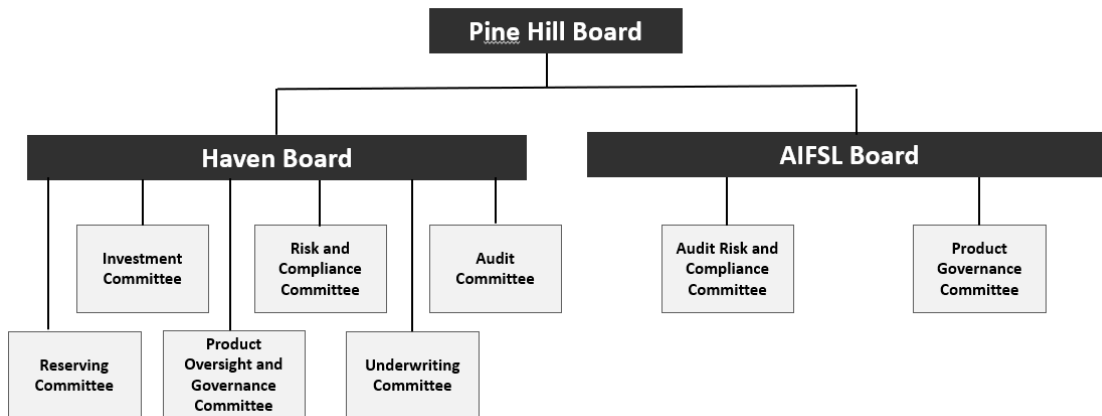 Pine Hill Board
Haven Board
AIFSL Board
Investment
Committee
Risk and
Compliance
Committee
Audit
Committee
Audit Risk and
Compliance
Committee
Product
Governance
Committee
Reserving
Committee
Product
Oversight and
Governance
Committee
Underwriting
Committee